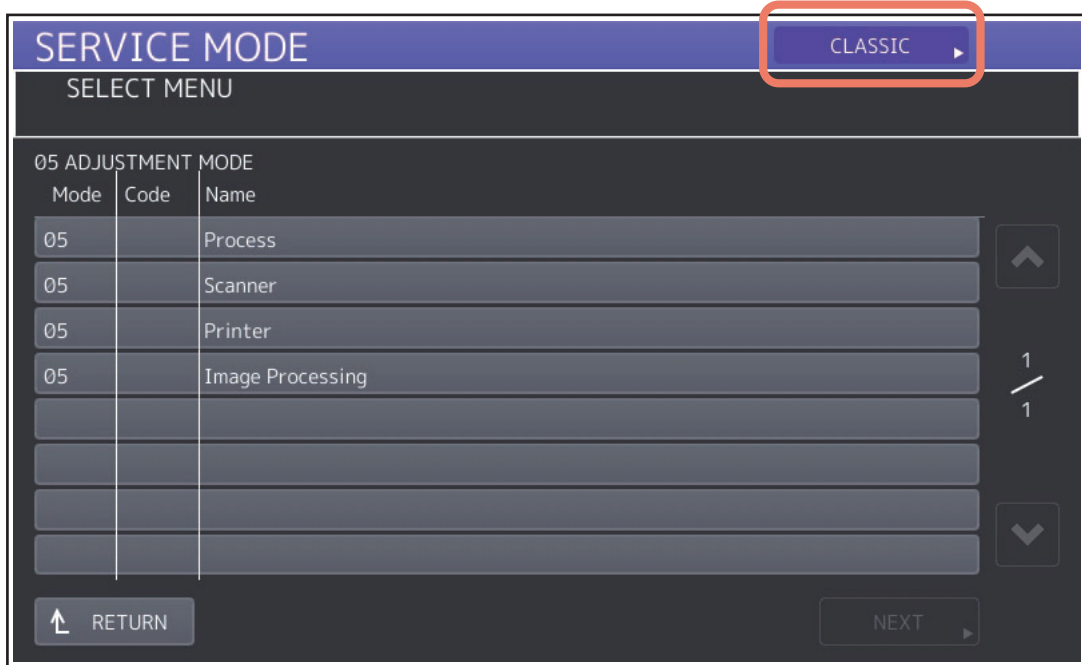 SERVICE MODE
CLASSIC
SELECT MENU
05 ADJUSTMENT MODE
Mode Code Name
05 Process
05 Scanner
05 Printer
05 Image Processing
1
1
RETURN
NEXT